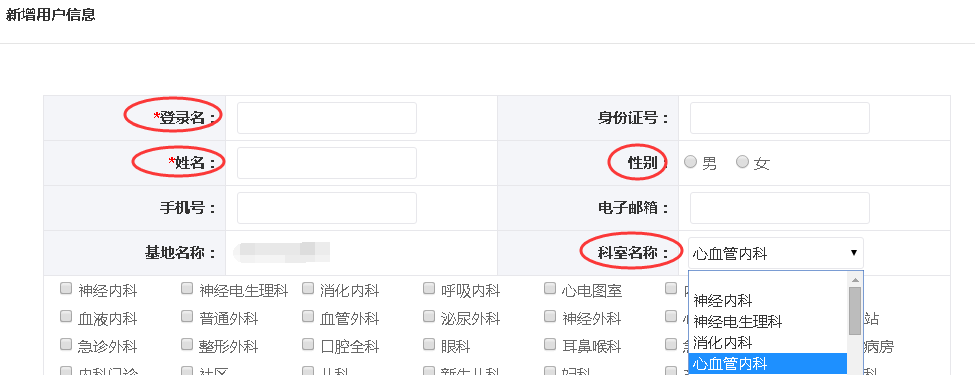 新增用户信息
*登录名： 身份证号：
*姓名： 性别： 男 女
手机号： 电子邮箱：
基地名称： 科室名称： 心血管内科
神经内科 神经电生理科 消化内科 呼吸内科 心电图室
神经内科
血液内科 普通外科 血管外科 泌尿外科 神经外科 站
神经电生理科
急诊外科 整形外科 口腔全科 眼科 耳鼻喉科 病房
消化内科
心血管内科
内科门诊 社区 儿科 新生儿科 妇科 科